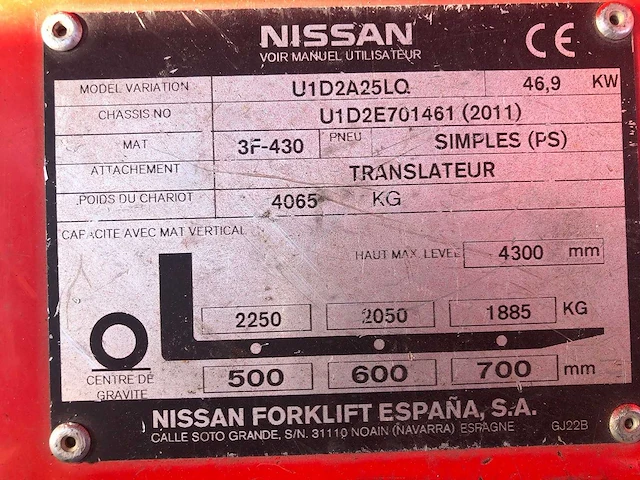 NISSAN
VOIR MANUEL UTILISATEUR
CE
MODEL VARIATION U1D2A25LQ 46,9 KW
CHASSIS NO U1D2E701461 (2011)
MAT 3F-430 PNEU SIMPLES (PS)
ATTACHEMENT TRANSLATEUR
POIDS DU CHARIOT 4065 KG
CAPACITE AVEC MAT VERTICAL
HAUT MAX. LEVEE 4300 mm
2250 2050 1885 KG
500 600 700 mm
CENTRE DE
GRAVITE
NISSAN FORKLIFT ESPAÑA, S.A.
CALLE SOTO GRANDE, S/N. 31110 NOAIN (NAVARRA) ESPAGNE GJ22B